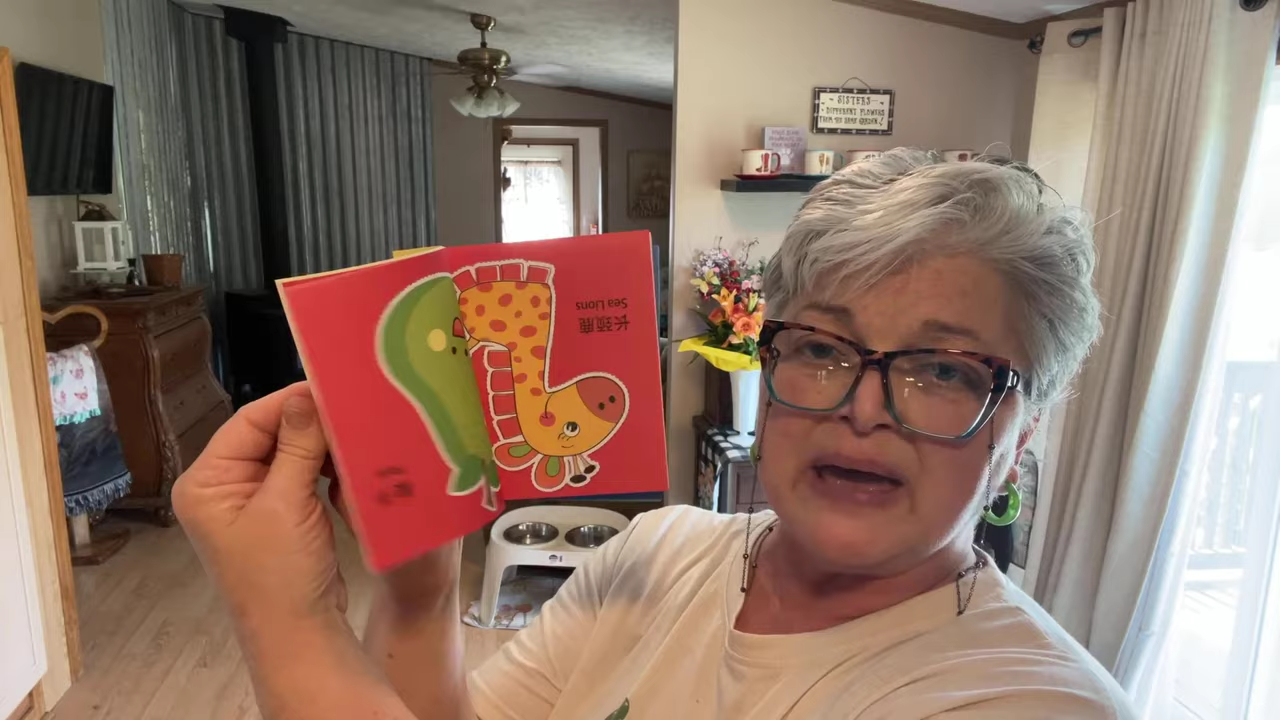 SISTERS
DIFFERENT FLOWERS
FROM THE SAME GARDEN
长颈鹿
Sea Lions